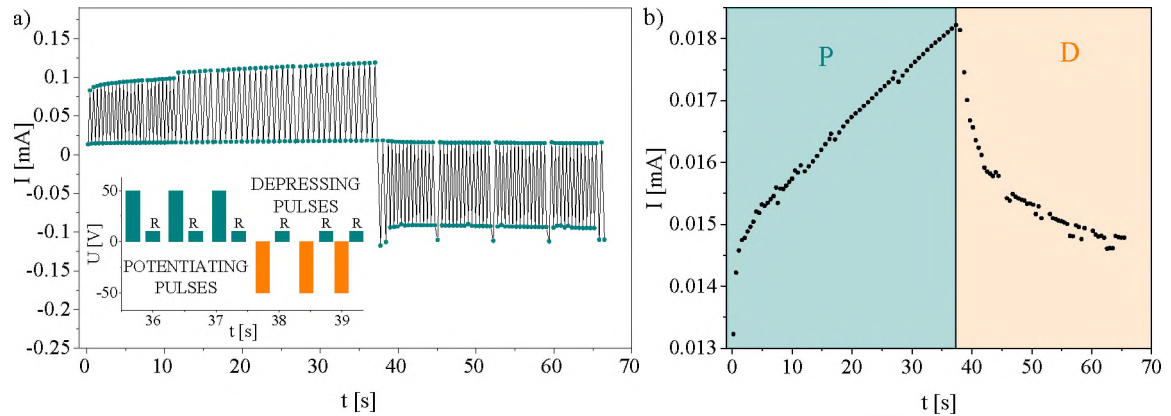 a)
I [mA]
0.15
0.1
0.05
0
-0.05
-0.1
-0.15
-0.2
-0.25
0 10 20 30 40 50 60 70
t [s]
U [V]
50
0
-50
R R R R R R
DEPRESSING
PULSES
POTENTIATING
PULSES
36 37 38 39
t [s]
b)
I [mA]
0.018
0.017
0.016
0.015
0.014
0.013
P
D
0 10 20 30 40 50 60 70
t [s]